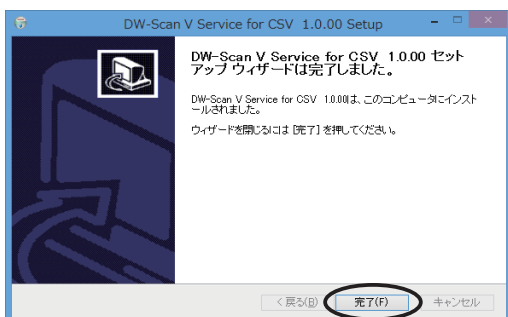 DW-Scan V Service for CSV 1.0.00 Setup
DW-Scan V Service for CSV 1.0.00 セット
アップ ウィザードは完了しました。
DW-Scan V Service for CSV 1.0.00は、このコンピュータにインスト
ールされました。
ウィザードを閉じるには [完了] を押してください。
< 戻る(B) 完了(F) キャンセル